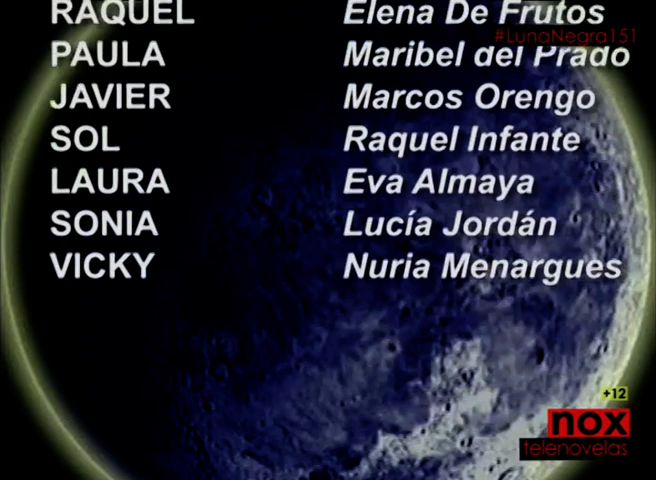 RAQUEL Elena De Frutos
#LunaNegra151
PAULA Maribel del Prado
JAVIER Marcos Orengo
SOL Raquel Infante
LAURA Eva Almaya
SONIA Lucía Jordán
VICKY Nuria Menargues
+12
nox
telenovelas